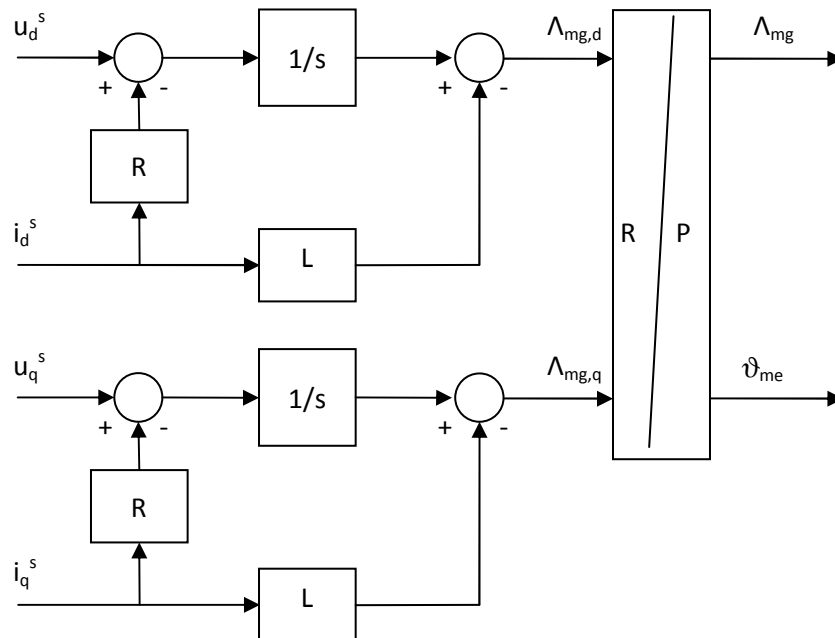 u_d^s
1/s
Λ_mg,d
Λ_mg
+
-
+
-
R
i_d^s
L
R
P
u_q^s
1/s
Λ_mg,q
ϑ_me
+
-
+
-
R
i_q^s
L